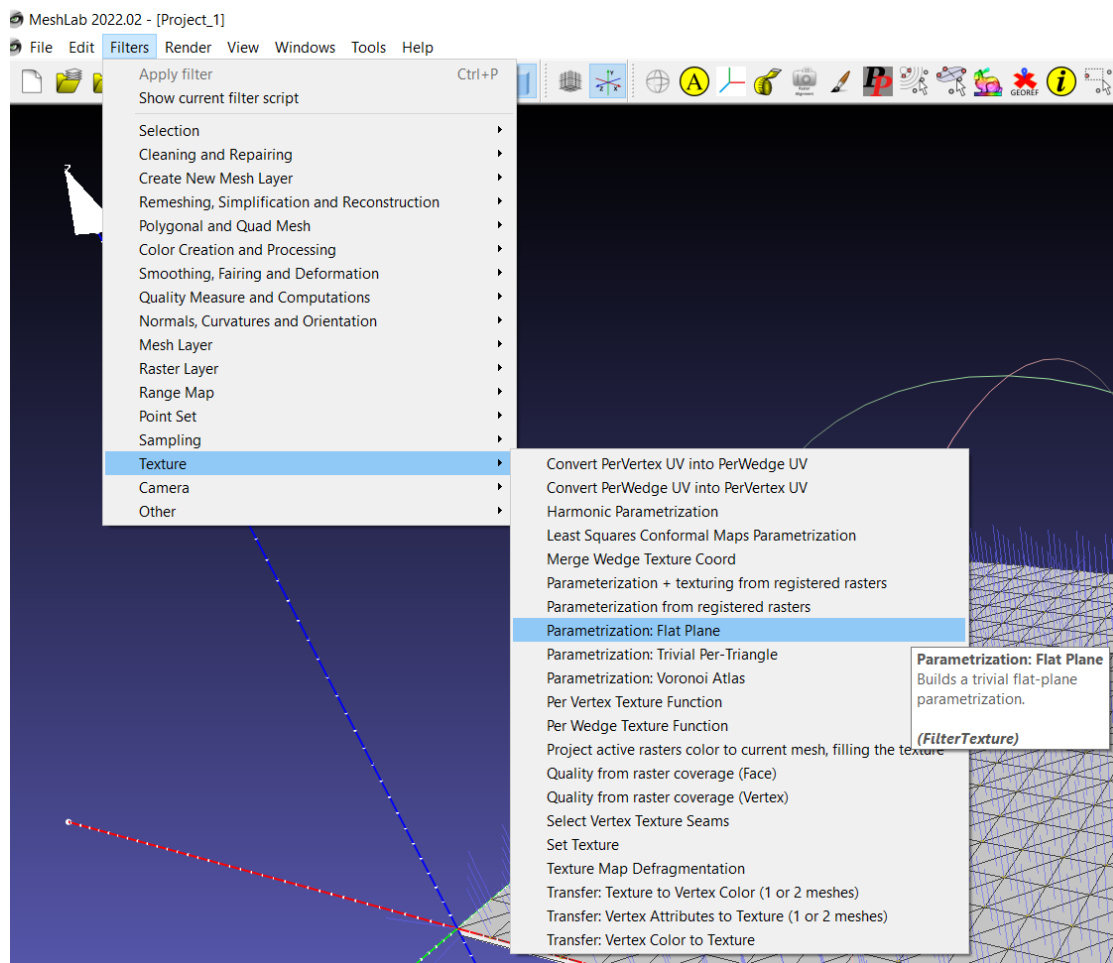 MeshLab 2022.02 - [Project_1]
File Edit Filters Render View Windows Tools Help
Apply filter Ctrl+P
Show current filter script
A
GEOREF
i
Selection
Cleaning and Repairing
Create New Mesh Layer
Remeshing, Simplification and Reconstruction
Polygonal and Quad Mesh
Color Creation and Processing
Smoothing, Fairing and Deformation
Quality Measure and Computations
Normals, Curvatures and Orientation
Mesh Layer
Raster Layer
Range Map
Point Set
Sampling
Texture
Camera
Other
Convert PerVertex UV into PerWedge UV
Convert PerWedge UV into PerVertex UV
Harmonic Parametrization
Least Squares Conformal Maps Parametrization
Merge Wedge Texture Coord
Parameterization + texturing from registered rasters
Parameterization from registered rasters
Parametrization: Flat Plane
Parametrization: Trivial Per-Triangle
Parametrization: Voronoi Atlas
Per Vertex Texture Function
Per Wedge Texture Function
Project active rasters color to current mesh, filling the texture
Quality from raster coverage (Face)
Quality from raster coverage (Vertex)
Select Vertex Texture Seams
Set Texture
Texture Map Defragmentation
Transfer: Texture to Vertex Color (1 or 2 meshes)
Transfer: Vertex Attributes to Texture (1 or 2 meshes)
Transfer: Vertex Color to Texture
Parametrization: Flat Plane
Builds a trivial flat-plane
parametrization.
(FilterTexture)